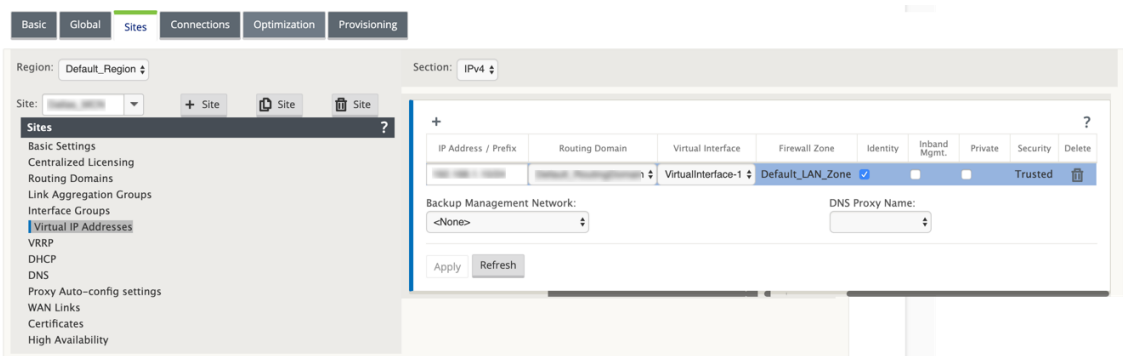 Basic Global Sites Connections Optimization Provisioning
Region: Default_Region
Section: IPv4
Site:
+ Site
Site
Site
Sites ?
Basic Settings
Centralized Licensing
Routing Domains
Link Aggregation Groups
Interface Groups
Virtual IP Addresses
VRRP
DHCP
DNS
Proxy Auto-config settings
WAN Links
Certificates
High Availability
+ ?
IP Address / Prefix Routing Domain Virtual Interface Firewall Zone Identity Inband Mgmt. Private Security Delete
VirtualInterface-1 Default_LAN_Zone Trusted
Backup Management Network: DNS Proxy Name:
<None>
Apply Refresh